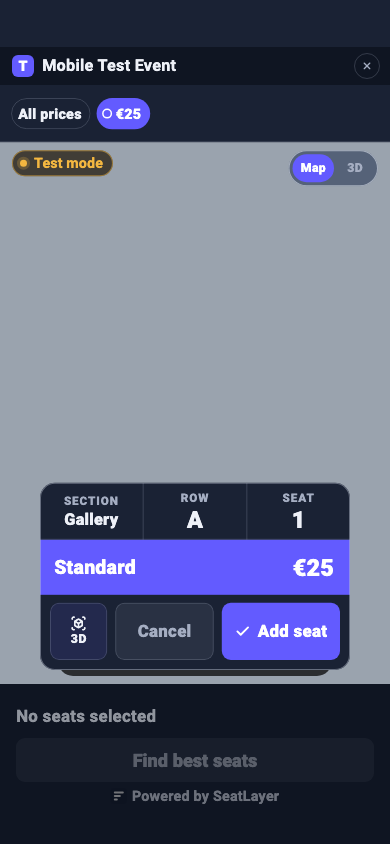 T Mobile Test Event
All prices €25
Test mode
Map 3D
SECTION ROW SEAT
Gallery A 1
Standard €25
3D Cancel Add seat
No seats selected
Find best seats
Powered by SeatLayer